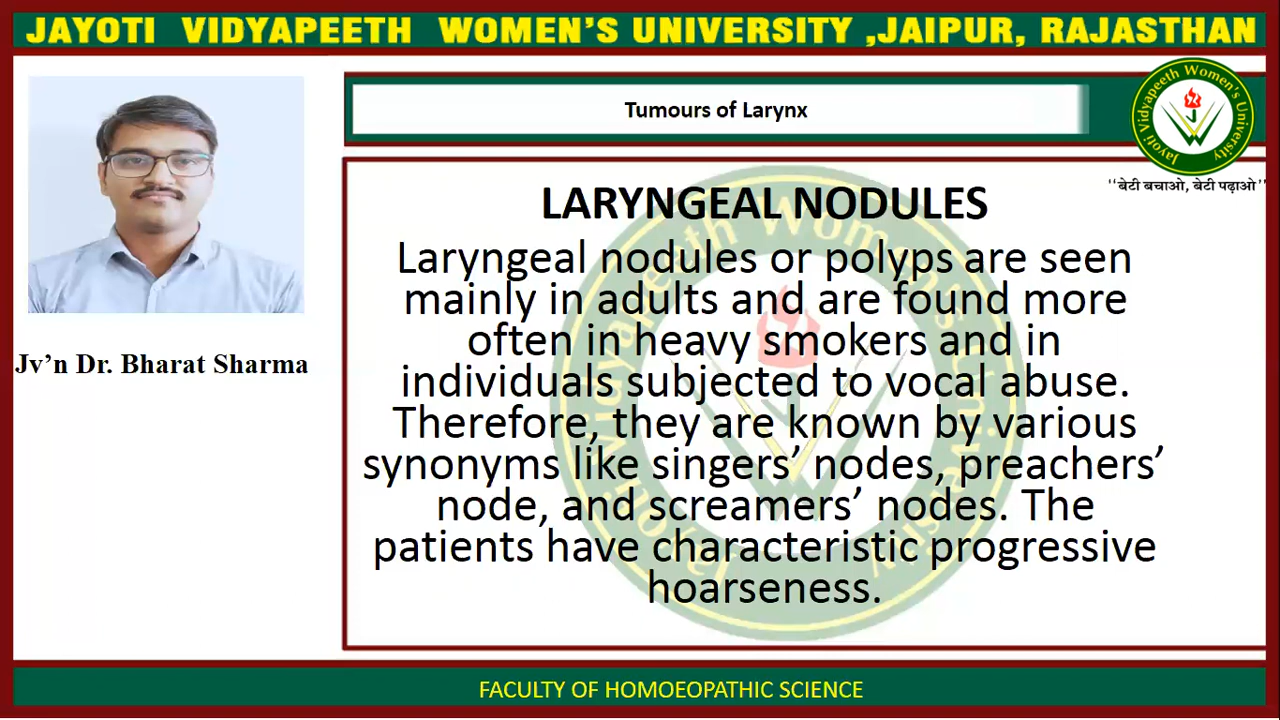 JAYOTI VIDYAPEETH WOMEN'S UNIVERSITY ,JAIPUR, RAJASTHAN
Tumours of Larynx
Jayoti Vidyapeeth Women's University
‘‘बेटी बचाओ, बेटी पढ़ाओ’’
Jv’n Dr. Bharat Sharma
LARYNGEAL NODULES
Laryngeal nodules or polyps are seen
mainly in adults and are found more
often in heavy smokers and in
individuals subjected to vocal abuse.
Therefore, they are known by various
synonyms like singers’ nodes, preachers’
node, and screamers’ nodes. The
patients have characteristic progressive
hoarseness.
FACULTY OF HOMOEOPATHIC SCIENCE